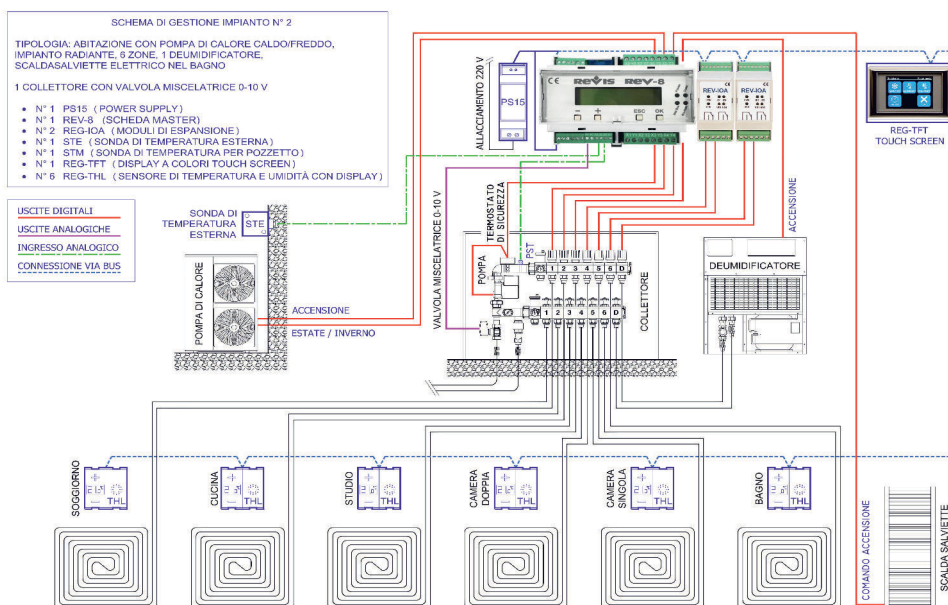 SCHEMA DI GESTIONE IMPIANTO N° 2
TIPOLOGIA: ABITAZIONE CON POMPA DI CALORE CALDO/FREDDO,
IMPIANTO RADIANTE, 6 ZONE, 1 DEUMIDIFICATORE,
SCALDASALVIETTE ELETTRICO NEL BAGNO
1 COLLETTORE CON VALVOLA MISCELATRICE 0-10 V
• N° 1 PS15 ( POWER SUPPLY )
• N° 1 REV-8 (SCHEDA MASTER)
• N° 2 REG-IOA ( MODULI DI ESPANSIONE )
• N° 1 STE ( SONDA DI TEMPERATURA ESTERNA )
• N° 1 STM ( SONDA DI TEMPERATURA PER POZZETTO )
• N° 1 REG-TFT ( DISPLAY A COLORI TOUCH SCREEN )
• N° 6 REG-THL ( SENSORE DI TEMPERATURA E UMIDITÀ CON DISPLAY )
USCITE DIGITALI
USCITE ANALOGICHE
INGRESSO ANALOGICO
CONNESSIONE VIA BUS
ALLACCIAMENTO 220 V
PS15
CE
REVIS REV-8
− + ESC OK
CE
REV-IOA
CE
REV-IOA
REG-TFT
TOUCH SCREEN
SONDA DI
TEMPERATURA
ESTERNA
STE
POMPA DI CALORE
ACCENSIONE
ESTATE / INVERNO
VALVOLA MISCELATRICE 0-10 V
TERMOSTATO
DI SICUREZZA
POMPA
PST
1 2 3 4 5 6 D
1 2 3 4 5 6 D
COLLETTORE
ACCENSIONE
DEUMIDIFICATORE
SOGGIORNO
THL
CUCINA
THL
STUDIO
THL
CAMERA
DOPPIA
THL
CAMERA
SINGOLA
THL
BAGNO
THL
COMANDO ACCENSIONE
SCALDA SALVIETTE